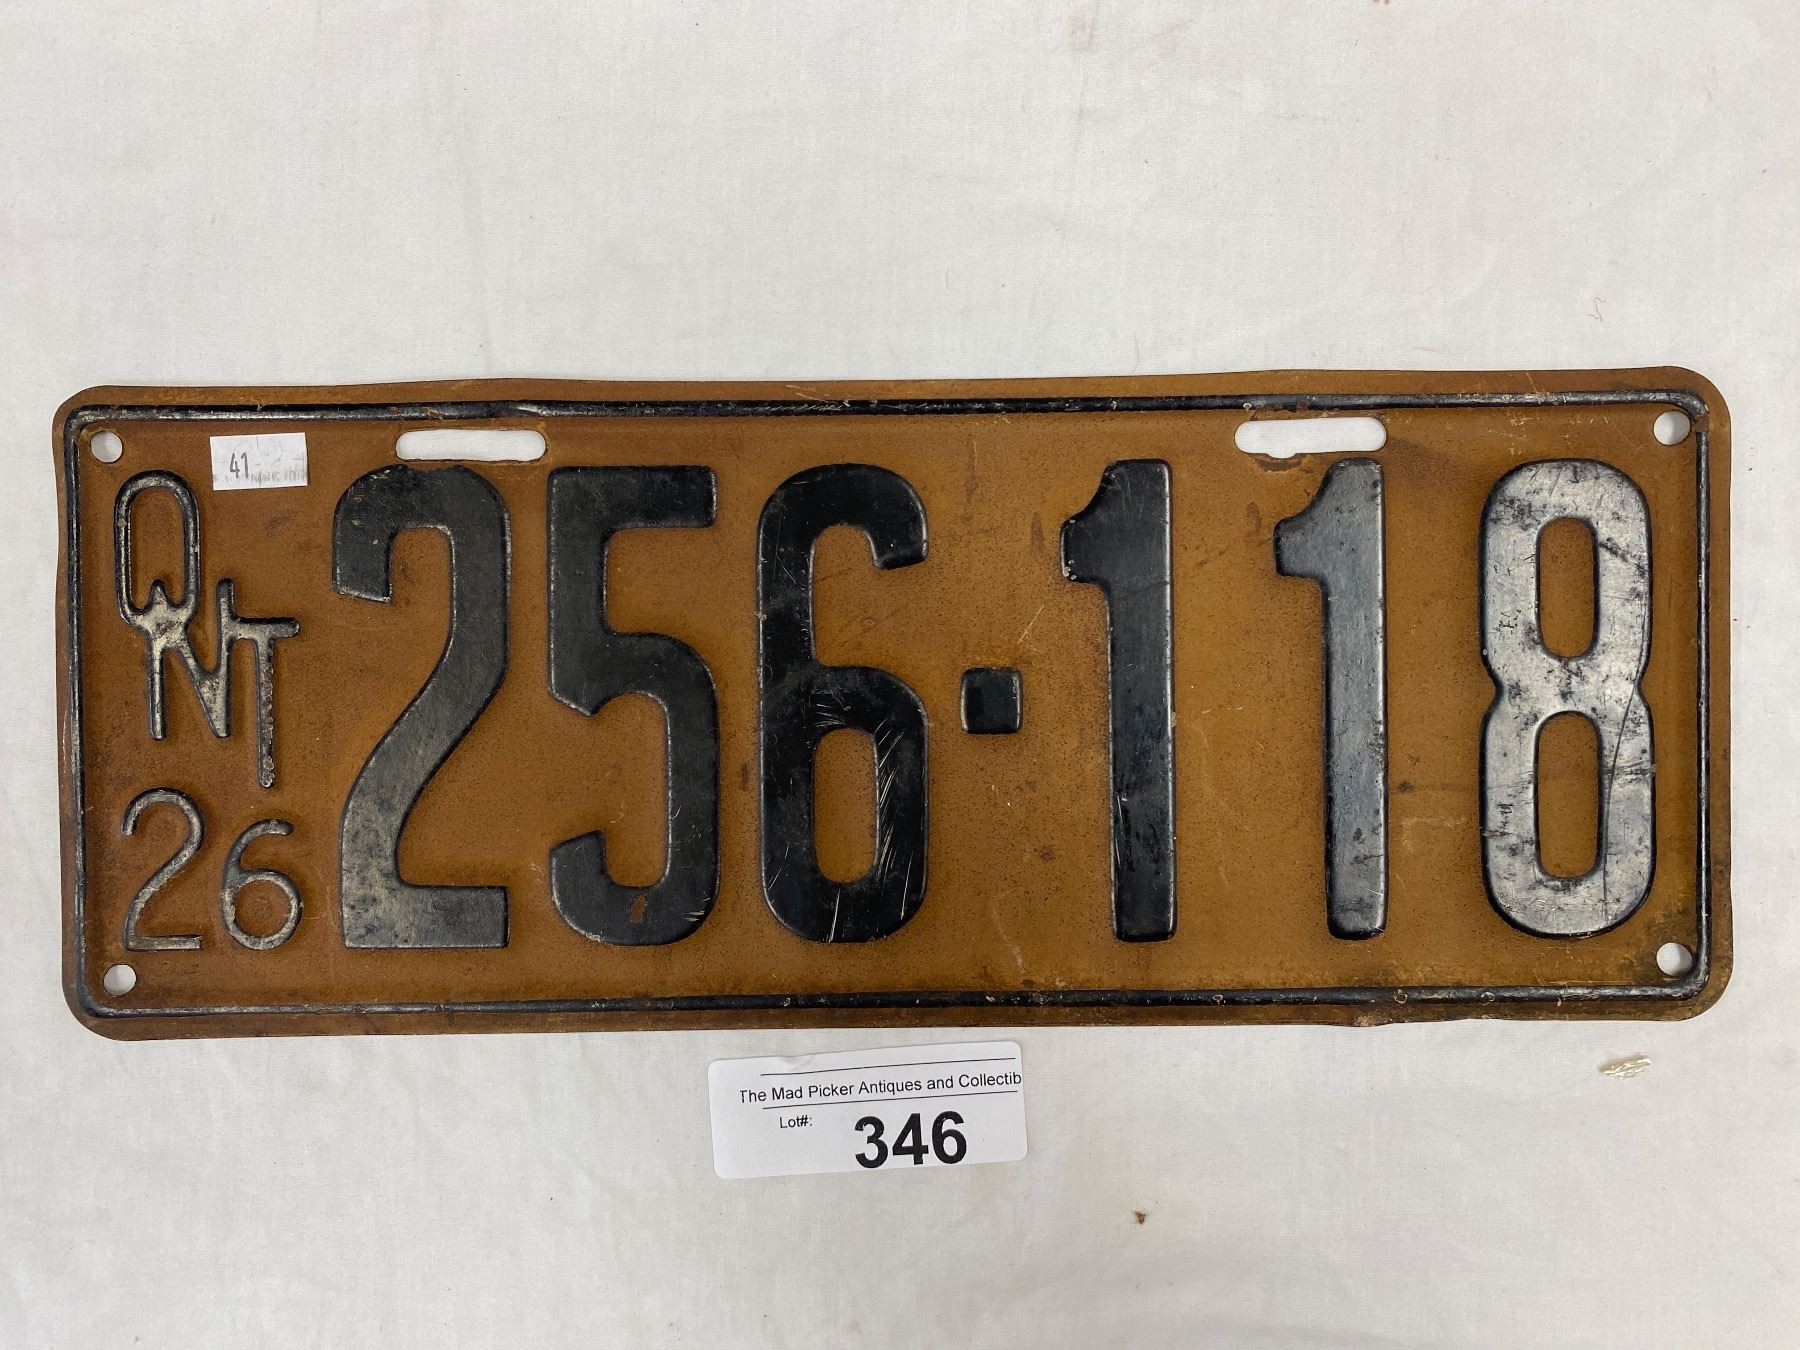 41
ONT
26
256·118
The Mad Picker Antiques and Collectib
Lot#:
346